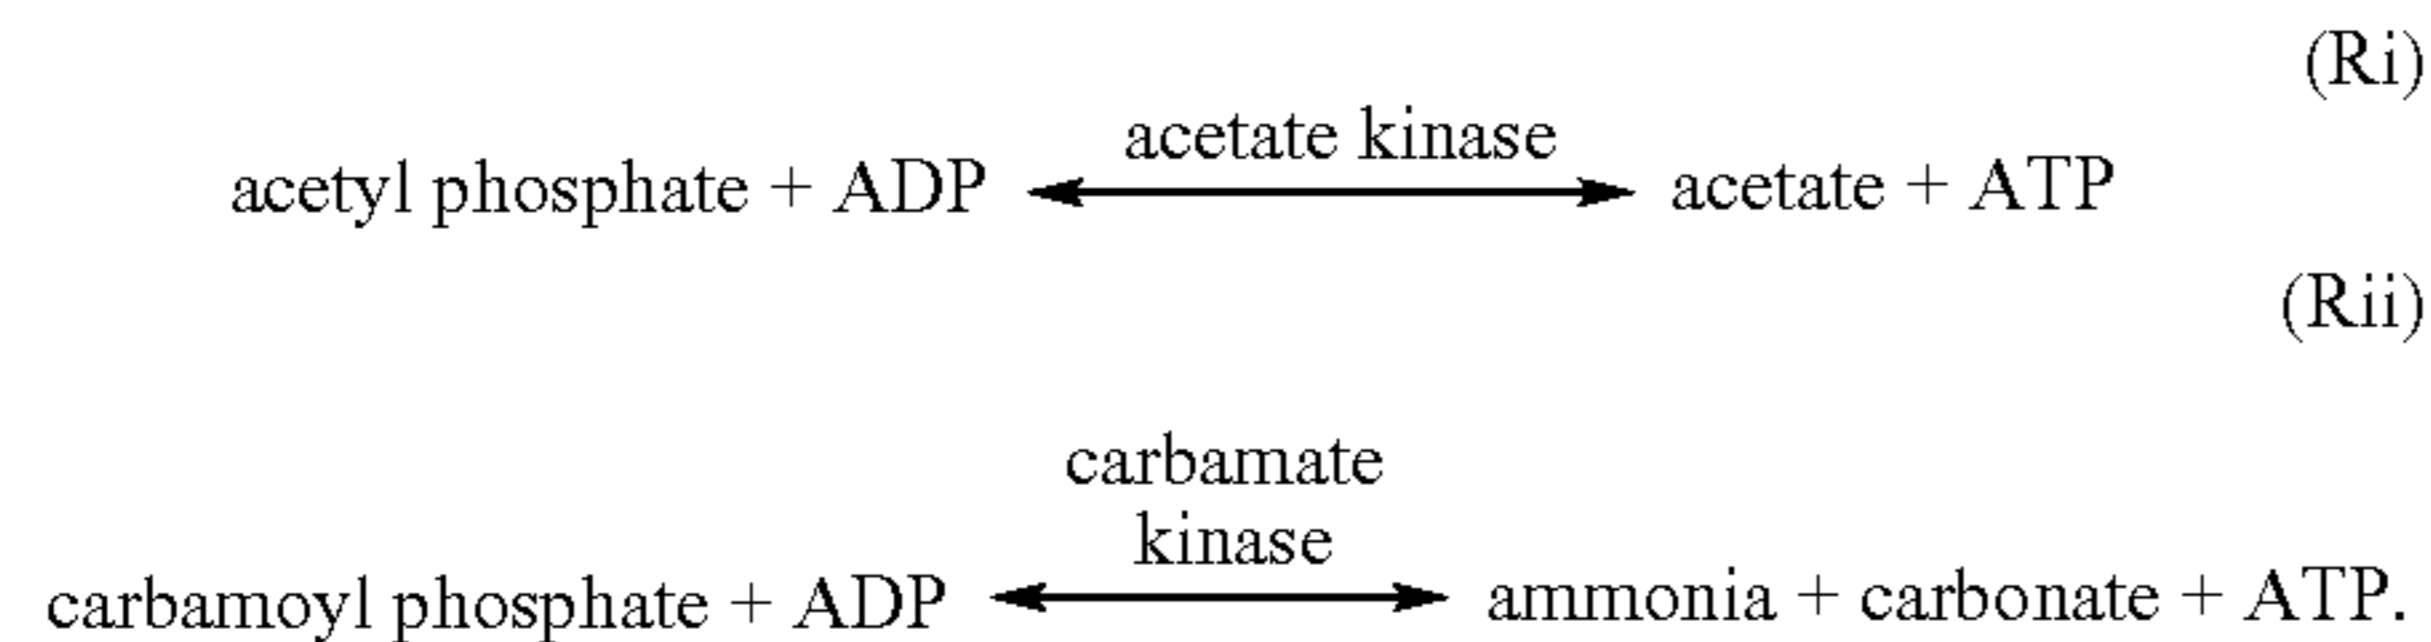 (Ri)
acetate kinase
acetyl phosphate + ADP ⟷ acetate + ATP
(Rii)
carbamate
kinase
carbamoyl phosphate + ADP ⟷ ammonia + carbonate + ATP.